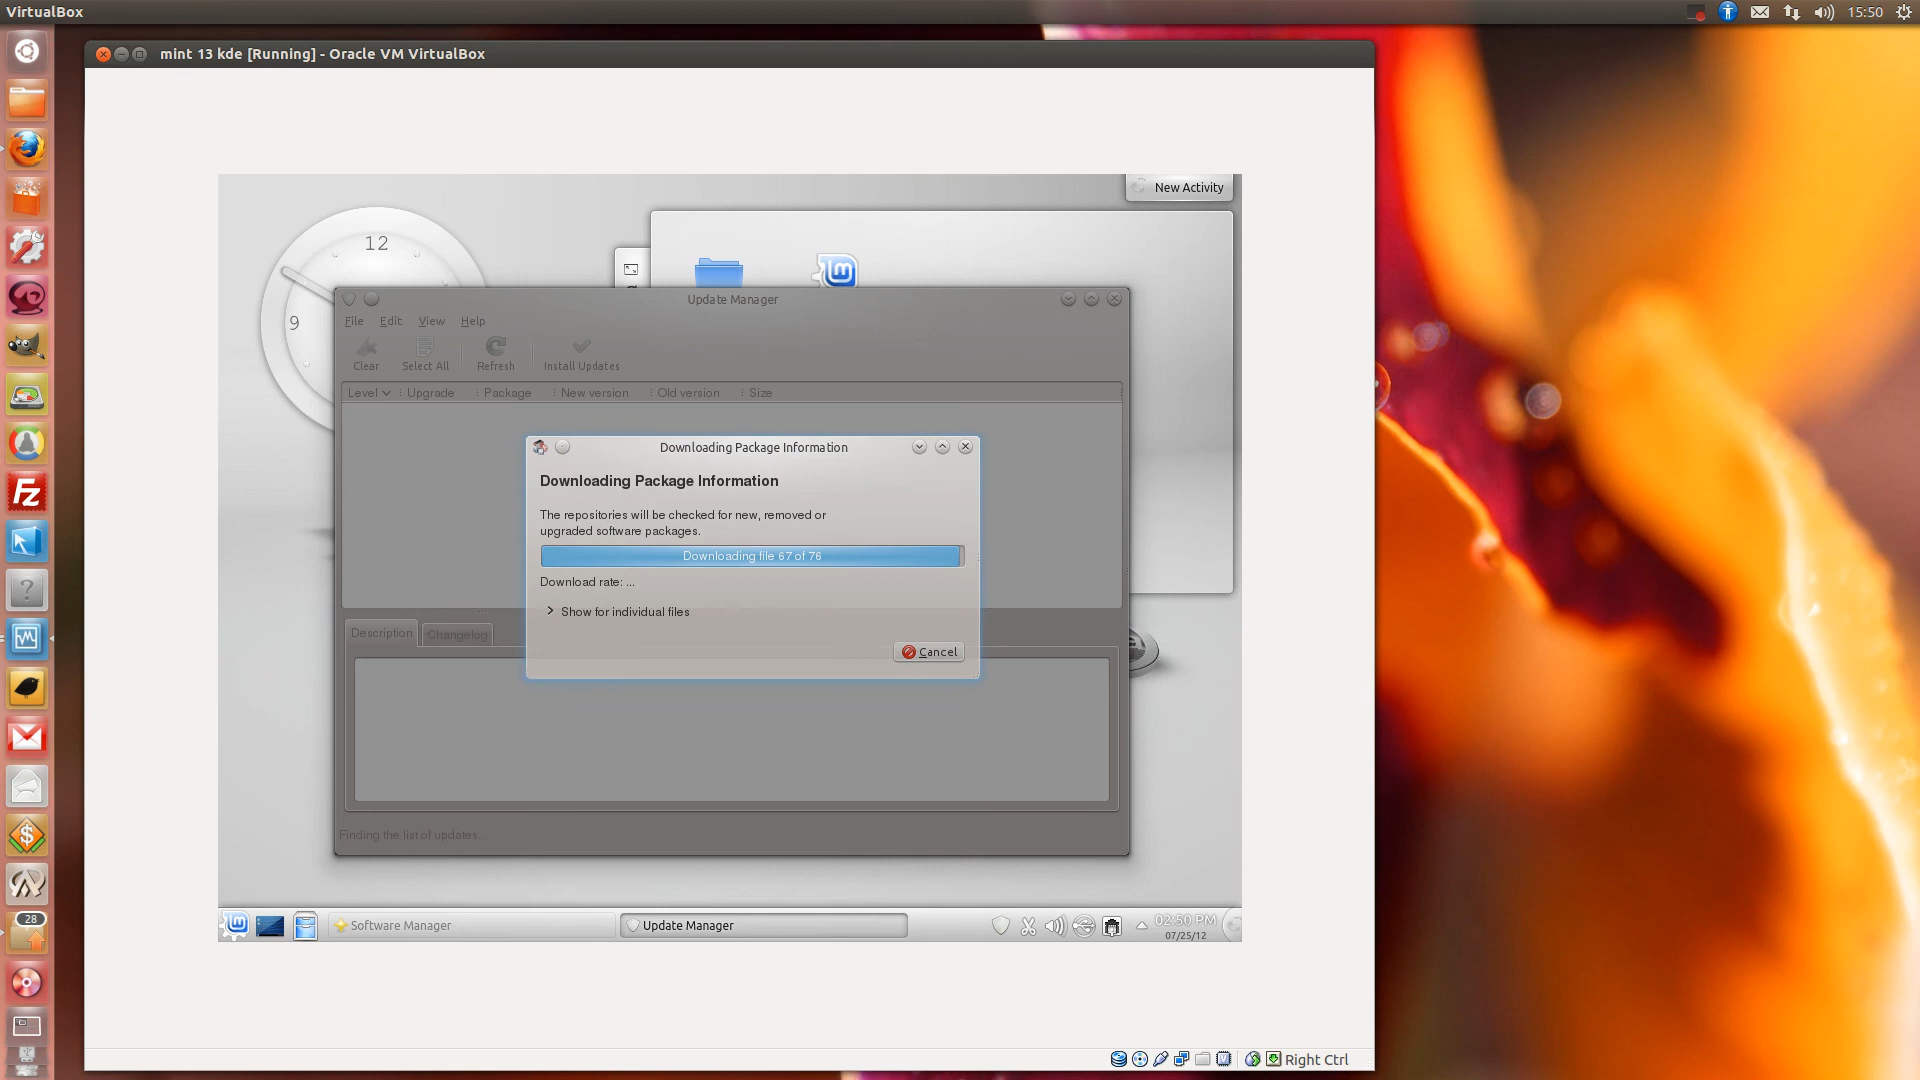 VirtualBox
15:50
mint 13 kde [Running] - Oracle VM VirtualBox
New Activity
12
9
Update Manager
File Edit View Help
Clear Select All Refresh Install Updates
Level Upgrade Package New version Old version Size
Downloading Package Information
Downloading Package Information
The repositories will be checked for new, removed or
upgraded software packages.
Downloading file 67 of 76
Download rate: ...
Show for individual files
Cancel
Description Changelog
Finding the list of updates...
28
Software Manager
Update Manager
02:50 PM
07/25/12
Right Ctrl